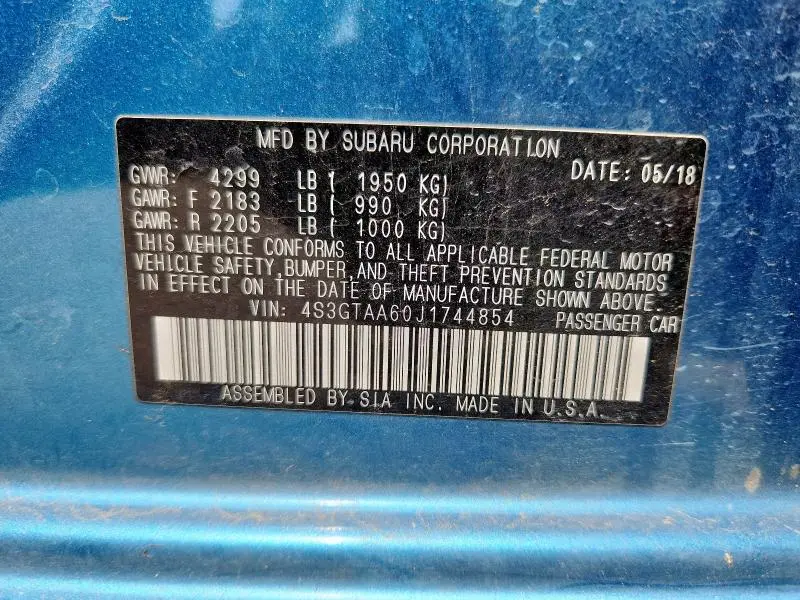 MFD BY SUBARU CORPORATION
DATE: 05/18
GVWR: 4299 LB ( 1950 KG)
GAWR: F 2183 LB ( 990 KG)
GAWR: R 2205 LB ( 1000 KG)
THIS VEHICLE CONFORMS TO ALL APPLICABLE FEDERAL MOTOR
VEHICLE SAFETY, BUMPER, AND THEFT PREVENTION STANDARDS
IN EFFECT ON THE DATE OF MANUFACTURE SHOWN ABOVE.
VIN: 4S3GTAA60J1744854 PASSENGER CAR
ASSEMBLED BY SIA INC. MADE IN U.S.A.